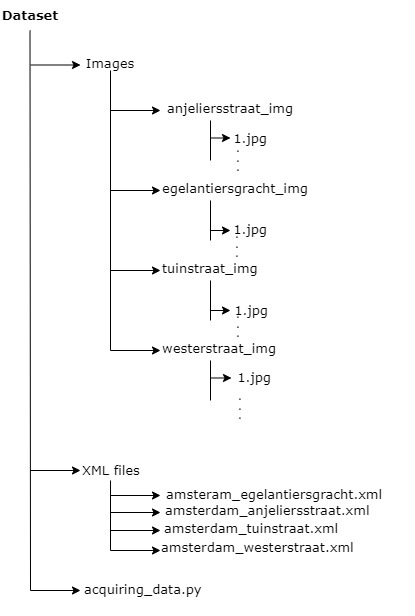 Dataset
Images
anjeliersstraat_img
1.jpg
egelantiersgracht_img
1.jpg
tuinstraat_img
1.jpg
westerstraat_img
1.jpg
XML files
amsteram_egelantiersgracht.xml
amsterdam_anjeliersstraat.xml
amsterdam_tuinstraat.xml
amsterdam_westerstraat.xml
acquiring_data.py